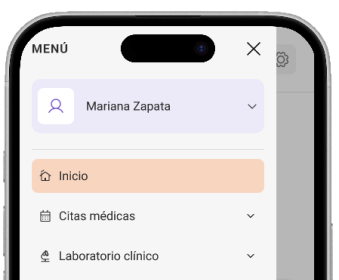 MENÚ
Mariana Zapata
Inicio
Citas médicas
Laboratorio clínico